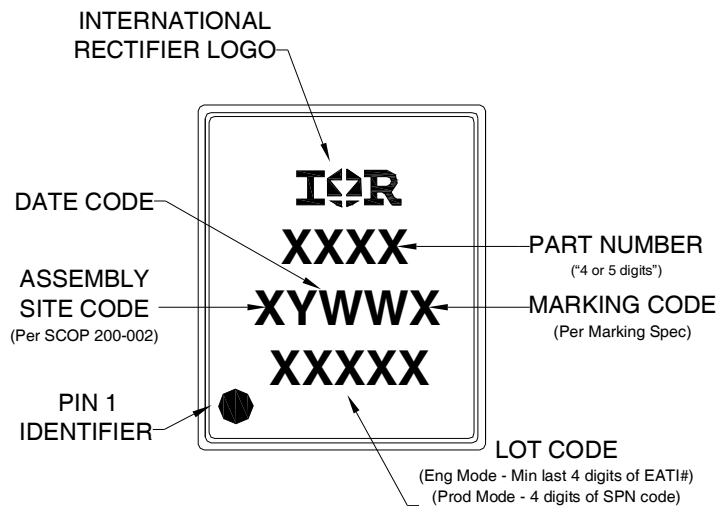 INTERNATIONAL
RECTIFIER LOGO
IOR
DATE CODE
XXXX
PART NUMBER
("4 or 5 digits")
ASSEMBLY
SITE CODE
(Per SCOP 200-002)
XYWWX
MARKING CODE
(Per Marking Spec)
XXXXX
PIN 1
IDENTIFIER
LOT CODE
(Eng Mode - Min last 4 digits of EATI#)
(Prod Mode - 4 digits of SPN code)